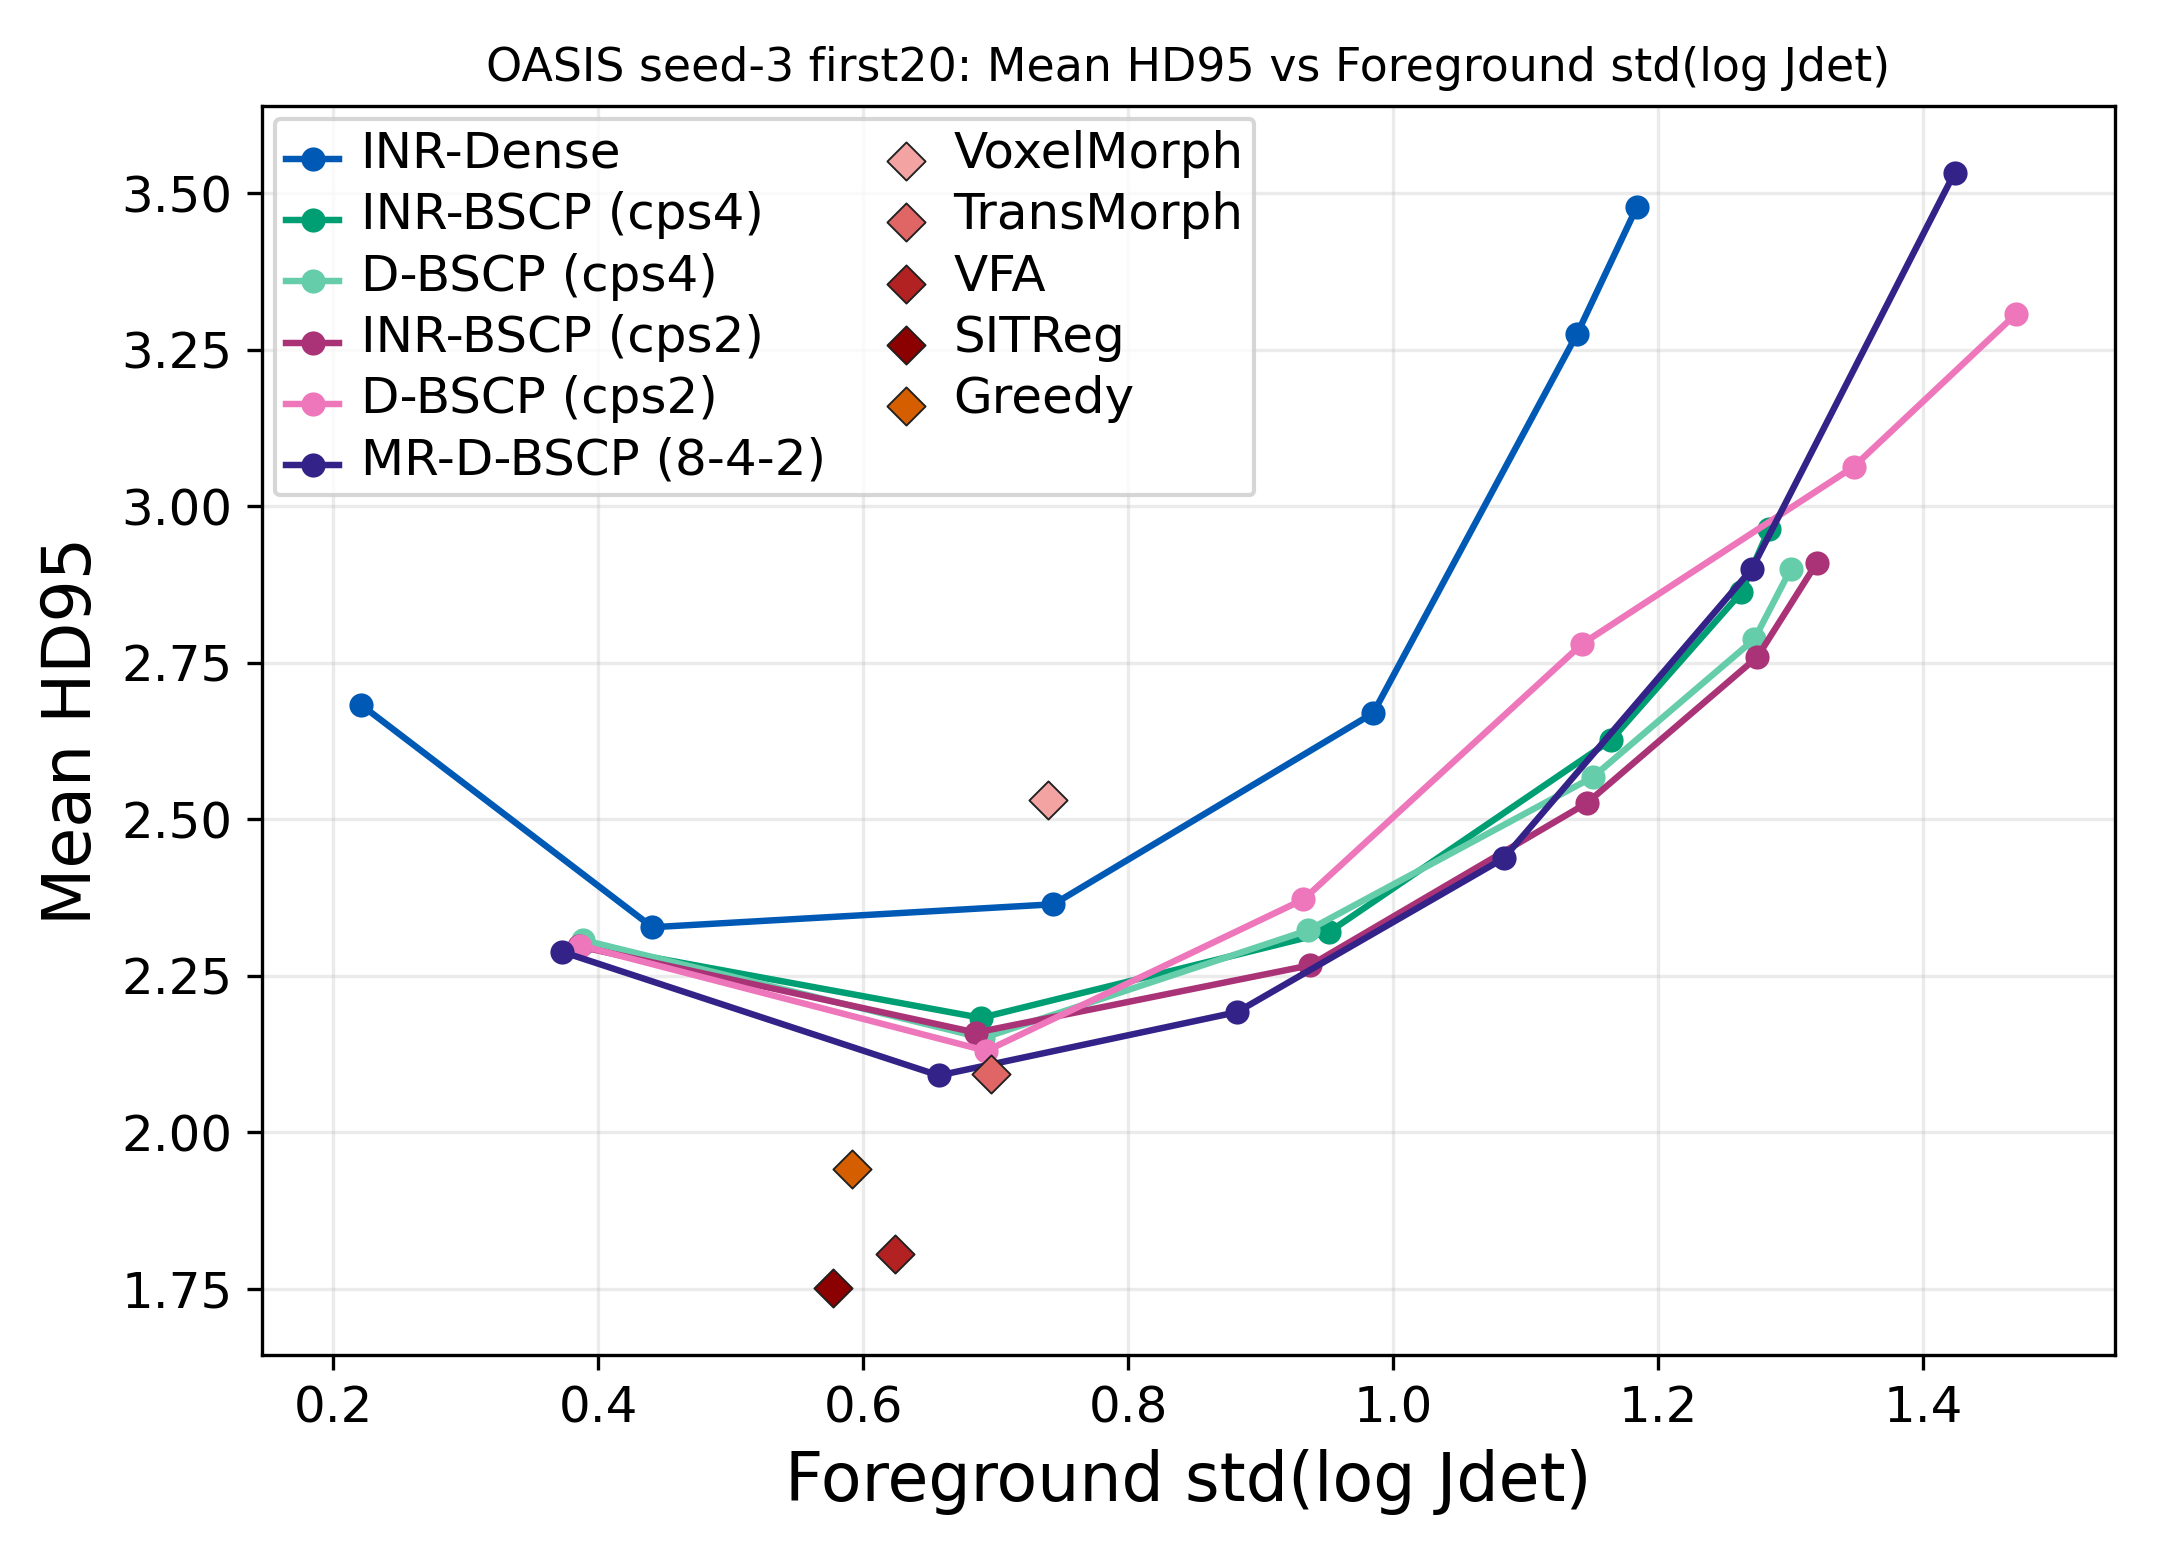 OASIS seed-3 first20: Mean HD95 vs Foreground std(log Jdet)
INR-Dense
INR-BSCP (cps4)
D-BSCP (cps4)
INR-BSCP (cps2)
D-BSCP (cps2)
MR-D-BSCP (8-4-2)
VoxelMorph
TransMorph
VFA
SITReg
Greedy
Mean HD95
3.50
3.25
3.00
2.75
2.50
2.25
2.00
1.75
0.2 0.4 0.6 0.8 1.0 1.2 1.4
Foreground std(log Jdet)